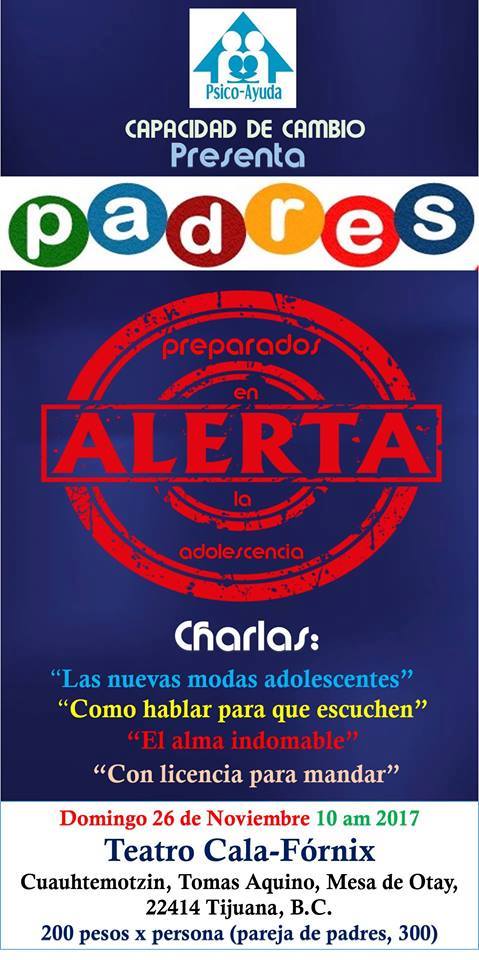 Psico-Ayuda
CAPACIDAD DE CAMBIO
Presenta
padres
preparados
en
ALERTA
la
adolescencia
Charlas:
“Las nuevas modas adolescentes”
“Como hablar para que escuchen”
“El alma indomable”
“Con licencia para mandar”
Domingo 26 de Noviembre 10 am 2017
Teatro Cala-Fórnix
Cuauhtemotzin, Tomas Aquino, Mesa de Otay,
22414 Tijuana, B.C.
200 pesos x persona (pareja de padres, 300)